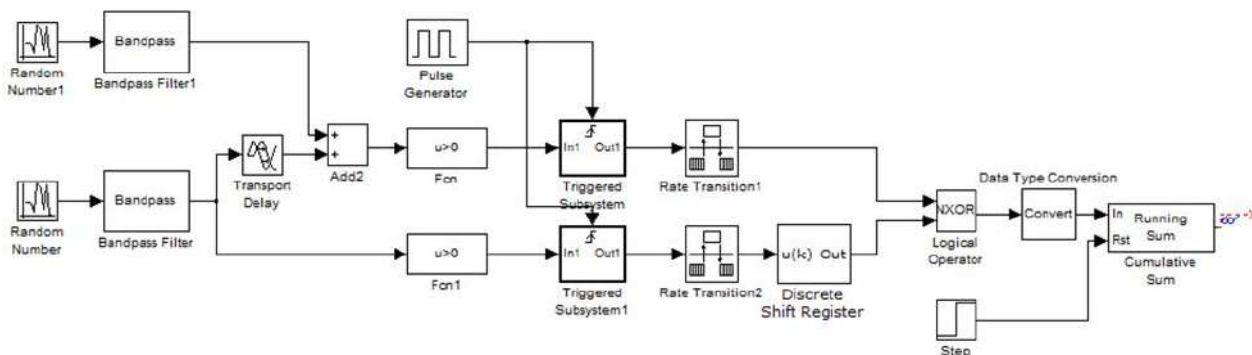 Bandpass
Random
Number1
Bandpass Filter1
Pulse
Generator
+
+
Add2
u>0
Fcn
In1 Out1
Triggered
Subsystem
Rate Transition1
Transport
Delay
Bandpass
Random
Number
Bandpass Filter
u>0
Fcn1
In1 Out1
Triggered
Subsystem1
Rate Transition2
u(k) Out
Discrete
Shift Register
NXOR
Logical
Operator
Data Type Conversion
Convert
In
Rst
Running
Sum
Cumulative
Sum
Step